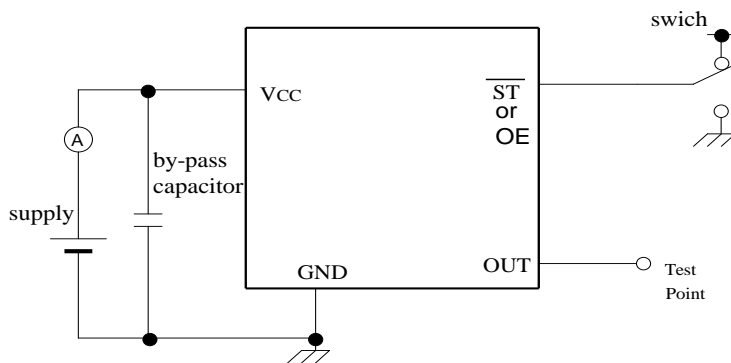 swich
VCC
ST
or
OE
A
by-pass
capacitor
supply
GND
OUT
Test
Point